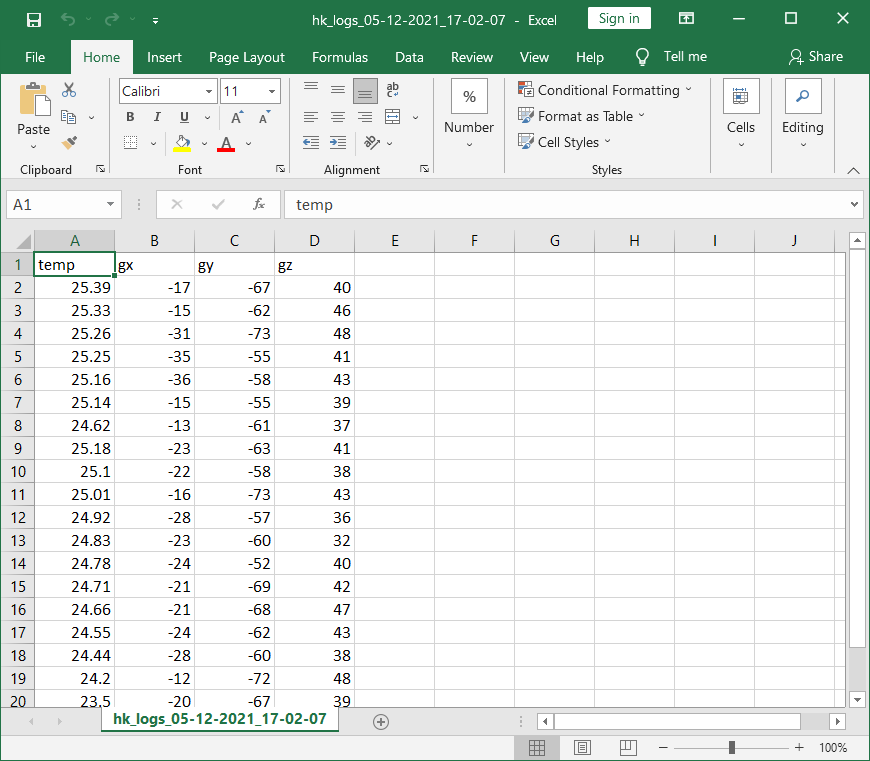 hk_logs_05-12-2021_17-02-07 - Excel Sign in
File Home Insert Page Layout Formulas Data Review View Help Tell me Share
Paste
Calibri 11
B I U A A
A
ab
c
ab
%
Number
Conditional Formatting
Format as Table
Cell Styles
Cells
Editing
Clipboard Font Alignment Styles
A1 fx temp
A B C D E F G H I J
1 temp gx gy gz
2 25.39 -17 -67 40
3 25.33 -15 -62 46
4 25.26 -31 -73 48
5 25.25 -35 -55 41
6 25.16 -36 -58 43
7 25.14 -15 -55 39
8 24.62 -13 -61 37
9 25.18 -23 -63 41
10 25.1 -22 -58 38
11 25.01 -16 -73 43
12 24.92 -28 -57 36
13 24.83 -23 -60 32
14 24.78 -24 -52 40
15 24.71 -21 -69 42
16 24.66 -21 -68 47
17 24.55 -24 -62 43
18 24.44 -28 -60 38
19 24.2 -12 -72 48
20 23.5 -20 -67 39
hk_logs_05-12-2021_17-02-07
100%